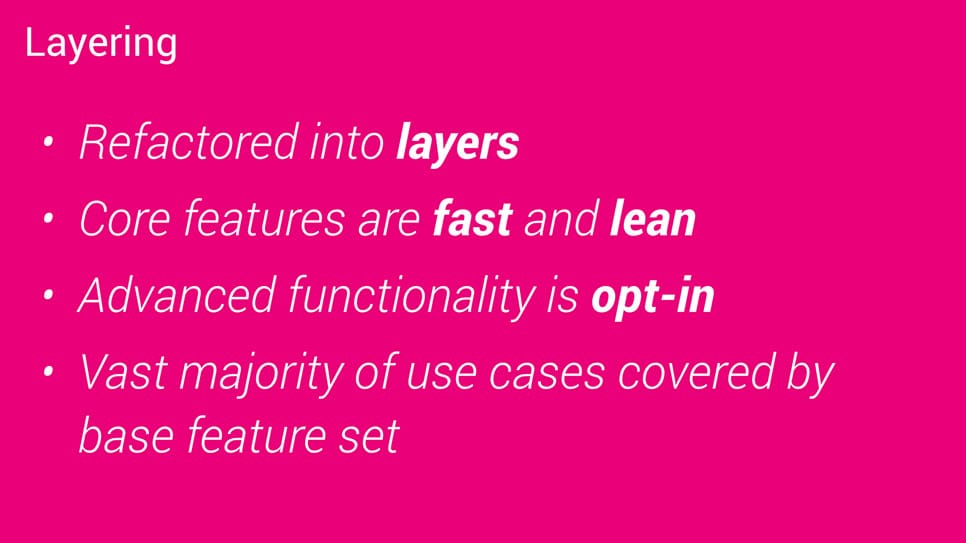 Layering
• Refactored into layers
• Core features are fast and lean
• Advanced functionality is opt-in
• Vast majority of use cases covered by
base feature set